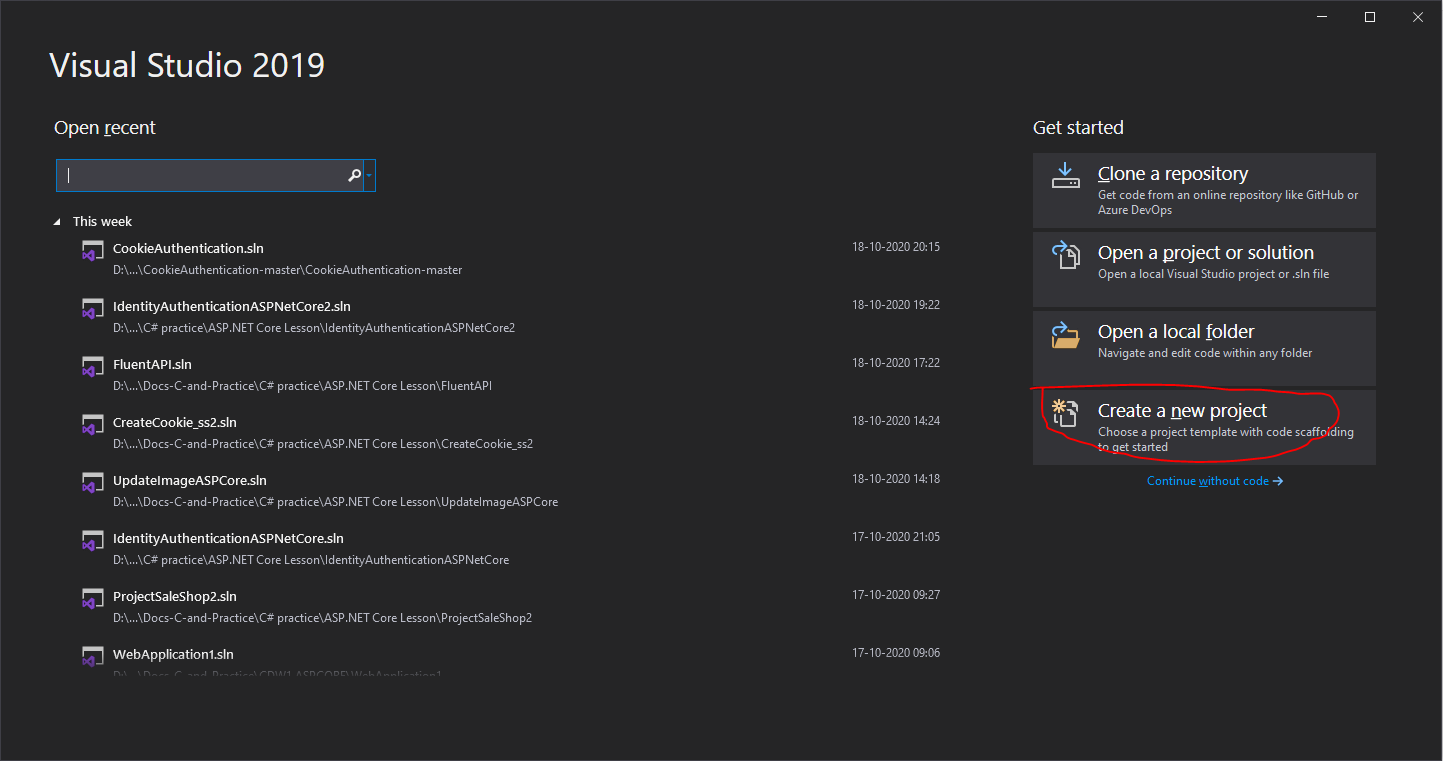 Visual Studio 2019
Open recent
This week
CookieAuthentication.sln
18-10-2020 20:15
D:\...\CookieAuthentication-master\CookieAuthentication-master
IdentityAuthenticationASPNetCore2.sln
18-10-2020 19:22
D:\...\C# practice\ASP.NET Core Lesson\IdentityAuthenticationASPNetCore2
FluentAPI.sln
18-10-2020 17:22
D:\...\Docs-C-and-Practice\C# practice\ASP.NET Core Lesson\FluentAPI
CreateCookie_ss2.sln
18-10-2020 14:24
D:\...\Docs-C-and-Practice\C# practice\ASP.NET Core Lesson\CreateCookie_ss2
UpdateImageASPCore.sln
18-10-2020 14:18
D:\...\Docs-C-and-Practice\C# practice\ASP.NET Core Lesson\UpdateImageASPCore
IdentityAuthenticationASPNetCore.sln
17-10-2020 21:05
D:\...\C# practice\ASP.NET Core Lesson\IdentityAuthenticationASPNetCore
ProjectSaleShop2.sln
17-10-2020 09:27
D:\...\Docs-C-and-Practice\C# practice\ASP.NET Core Lesson\ProjectSaleShop2
WebApplication1.sln
17-10-2020 09:06
D:\...\Docs-C-and-Practice\CDW1.ASPCORE\WebApplication1
Get started
Clone a repository
Get code from an online repository like GitHub or
Azure DevOps
Open a project or solution
Open a local Visual Studio project or .sln file
Open a local folder
Navigate and edit code within any folder
Create a new project
Choose a project template with code scaffolding
to get started
Continue without code